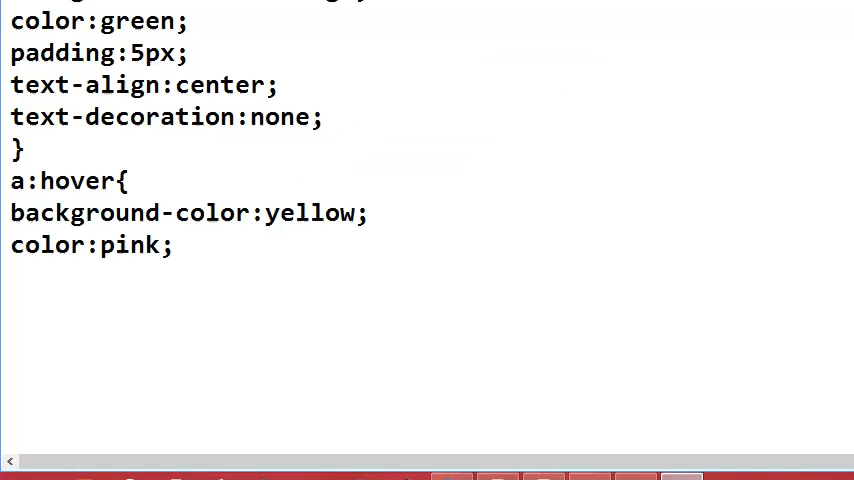 color:green;
padding:5px;
text-align:center;
text-decoration:none;
}
a:hover{
background-color:yellow;
color:pink;